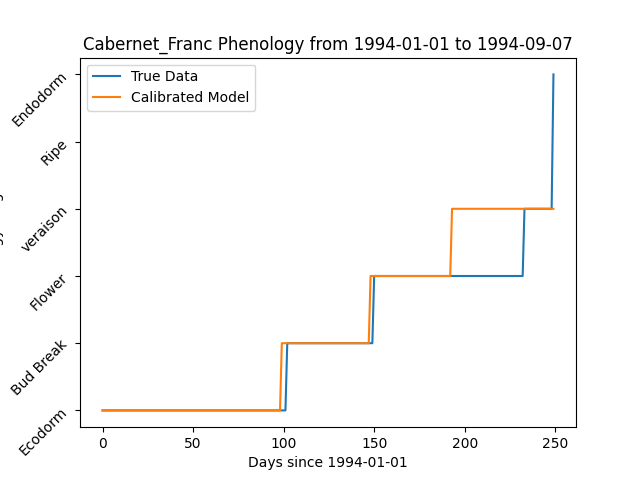 Cabernet_Franc Phenology from 1994-01-01 to 1994-09-07
True Data
Calibrated Model
Endodorm
Ripe
veraison
Flower
Bud Break
Ecodorm
0 50 100 150 200 250
Days since 1994-01-01